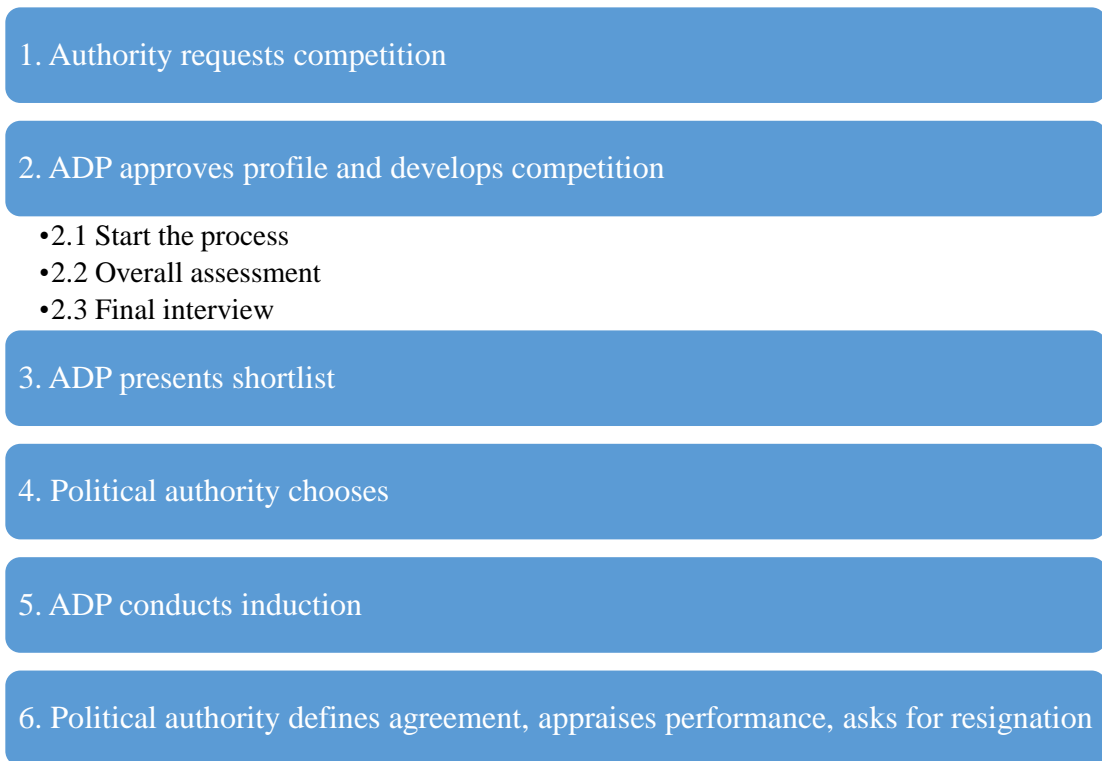 1. Authority requests competition
2. ADP approves profile and develops competition
•2.1 Start the process
•2.2 Overall assessment
•2.3 Final interview
3. ADP presents shortlist
4. Political authority chooses
5. ADP conducts induction
6. Political authority defines agreement, appraises performance, asks for resignation